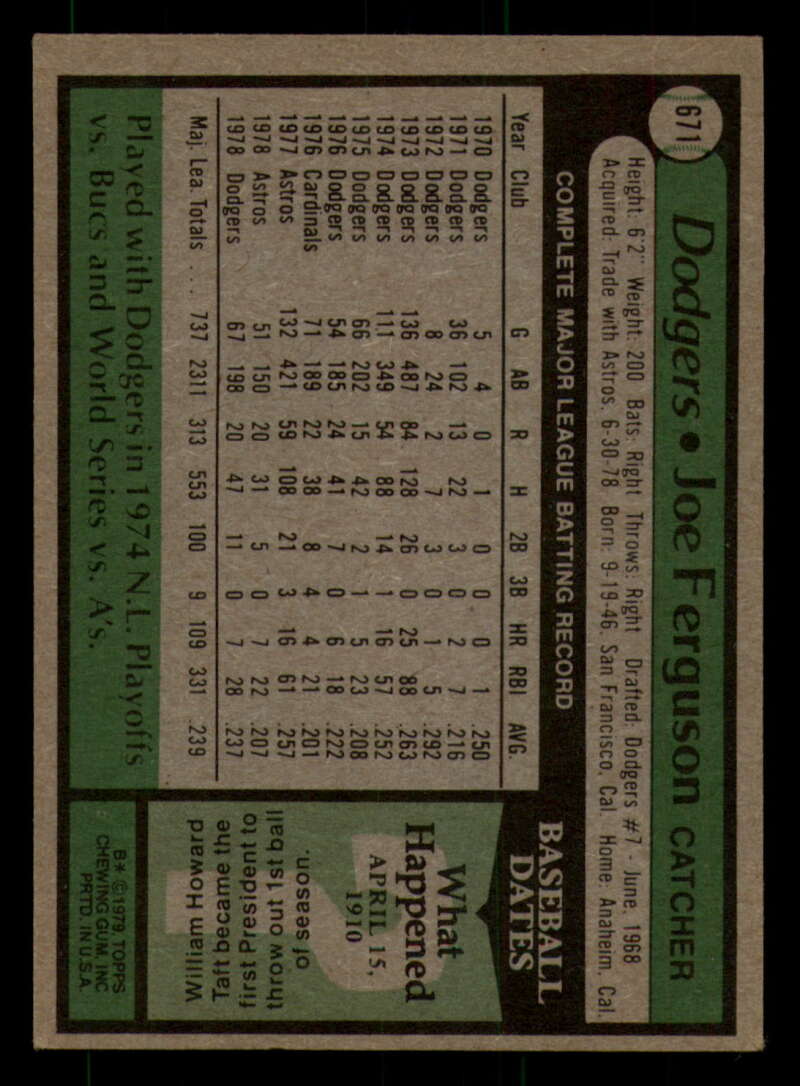 671
Dodgers • Joe Ferguson CATCHER
Height: 6'2" Weight: 200 Bats: Right Throws: Right Drafted: Dodgers #7 - June, 1968
Acquired: Trade with Astros, 6-30-78 Born: 9-19-46, San Francisco, Cal. Home: Anaheim, Cal.
COMPLETE MAJOR LEAGUE BATTING RECORD
Year Club G AB R H 2B 3B HR RBI AVG.
1970 Dodgers 5 4 0 1 0 0 0 1 .250
1971 Dodgers 36 102 13 22 3 0 2 7 .216
1972 Dodgers 8 24 2 7 3 0 1 5 .292
1973 Dodgers 136 487 84 128 26 0 25 88 .263
1974 Dodgers 111 349 54 88 14 1 16 57 .252
1975 Dodgers 66 202 15 42 2 1 5 23 .208
1976 Dodgers 54 185 24 41 7 0 6 18 .222
1976 Cardinals 71 189 22 38 8 4 4 21 .201
1977 Astros 132 421 59 108 21 3 16 61 .257
1978 Astros 51 150 20 31 5 0 7 22 .207
1978 Dodgers 67 198 20 47 11 0 7 28 .237
Maj. Lea. Totals . . . 737 2311 313 553 100 9 109 331 .239
Played with Dodgers in 1974 N.L. Playoffs
vs. Bucs and World Series vs. A's.
BASEBALL
DATES
What
Happened
APRIL 15,
1910
William Howard
Taft became the
first President to
throw out 1st ball
of season.
B* ©1979 TOPPS
CHEWING GUM, INC
PRTD. IN U.S.A.